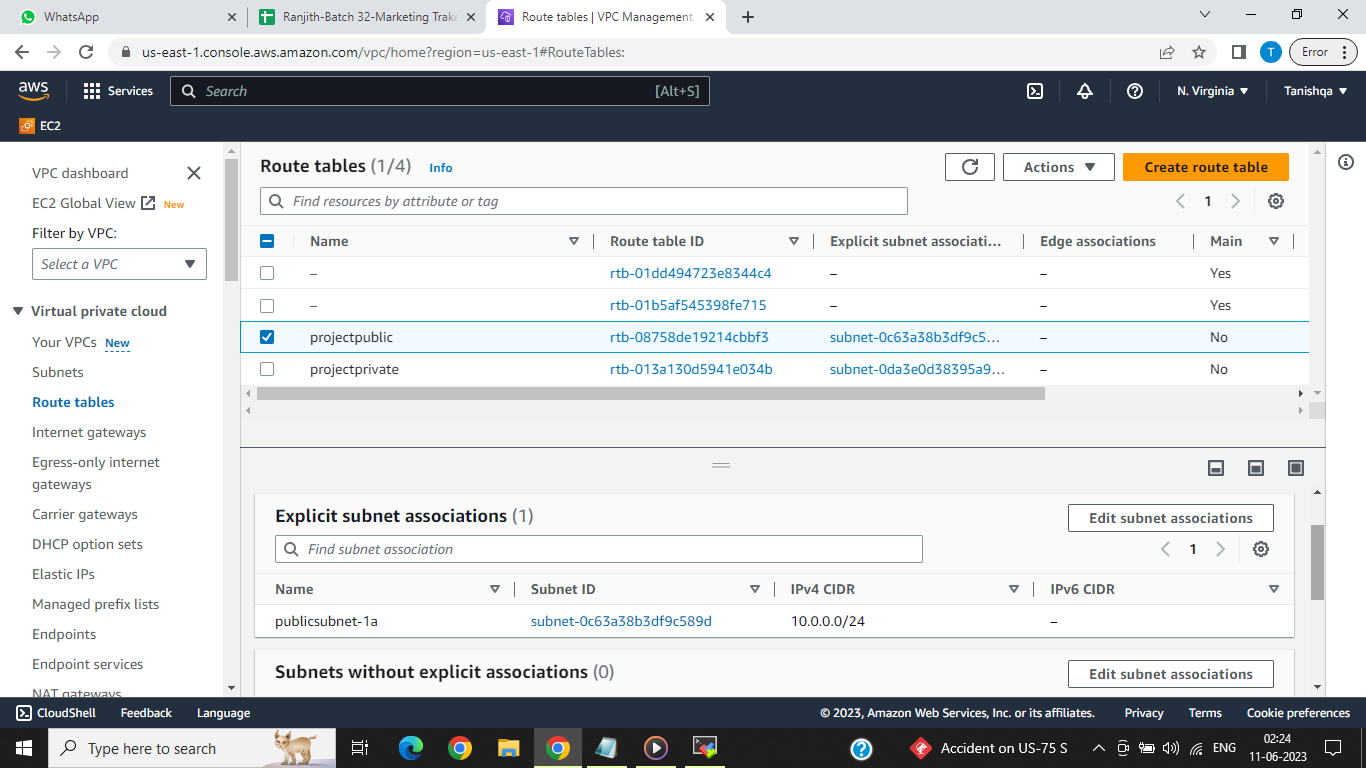 WhatsApp
Ranjith-Batch 32-Marketing Trake
Route tables | VPC Management
us-east-1.console.aws.amazon.com/vpc/home?region=us-east-1#RouteTables:
T
Error
aws
Services
Search
[Alt+S]
N. Virginia
Tanishqa
EC2
VPC dashboard
EC2 Global View
New
Filter by VPC:
Select a VPC
Virtual private cloud
Your VPCs New
Subnets
Route tables
Internet gateways
Egress-only internet
gateways
Carrier gateways
DHCP option sets
Elastic IPs
Managed prefix lists
Endpoints
Endpoint services
NAT gateways
Route tables (1/4) Info
Actions
Create route table
Find resources by attribute or tag
1
Name Route table ID Explicit subnet associati... Edge associations Main
– rtb-01dd494723e8344c4 – – Yes
– rtb-01b5af545398fe715 – – Yes
projectpublic rtb-08758de19214cbbf3 subnet-0c63a38b3df9c5... – No
projectprivate rtb-013a130d5941e034b subnet-0da3e0d38395a9... – No
Explicit subnet associations (1)
Edit subnet associations
Find subnet association
1
Name Subnet ID IPv4 CIDR IPv6 CIDR
publicsubnet-1a subnet-0c63a38b3df9c589d 10.0.0.0/24 –
Subnets without explicit associations (0)
Edit subnet associations
CloudShell Feedback Language © 2023, Amazon Web Services, Inc. or its affiliates. Privacy Terms Cookie preferences
Type here to search
Accident on US-75 S
ENG
02:24
11-06-2023